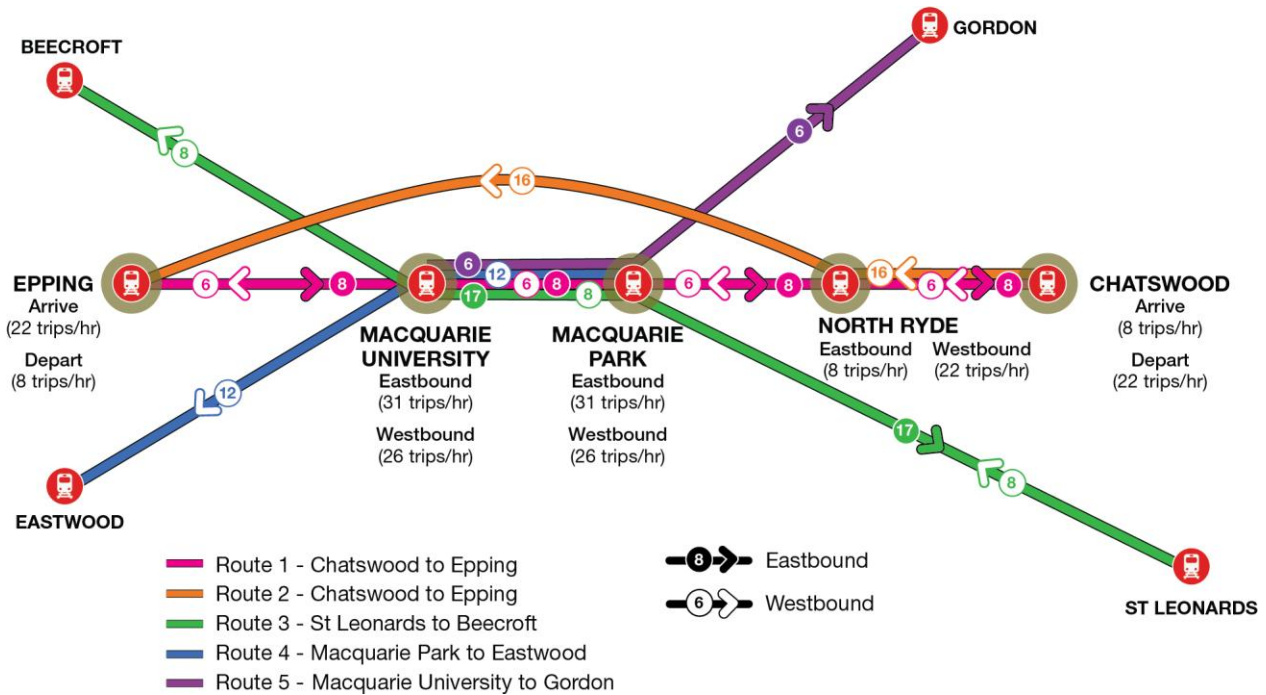 GORDON
BEECROFT
6
8
16
EPPING
Arrive
(22 trips/hr)
Depart
(8 trips/hr)
6
8
6
12
6
8
17
8
6
8
16
6
8
CHATSWOOD
Arrive
(8 trips/hr)
Depart
(22 trips/hr)
MACQUARIE
UNIVERSITY
Eastbound
(31 trips/hr)
Westbound
(26 trips/hr)
MACQUARIE
PARK
Eastbound
(31 trips/hr)
Westbound
(26 trips/hr)
NORTH RYDE
Eastbound
(8 trips/hr)
Westbound
(22 trips/hr)
12
17
8
EASTWOOD
ST LEONARDS
Route 1 - Chatswood to Epping
Route 2 - Chatswood to Epping
Route 3 - St Leonards to Beecroft
Route 4 - Macquarie Park to Eastwood
Route 5 - Macquarie University to Gordon
8 Eastbound
6 Westbound